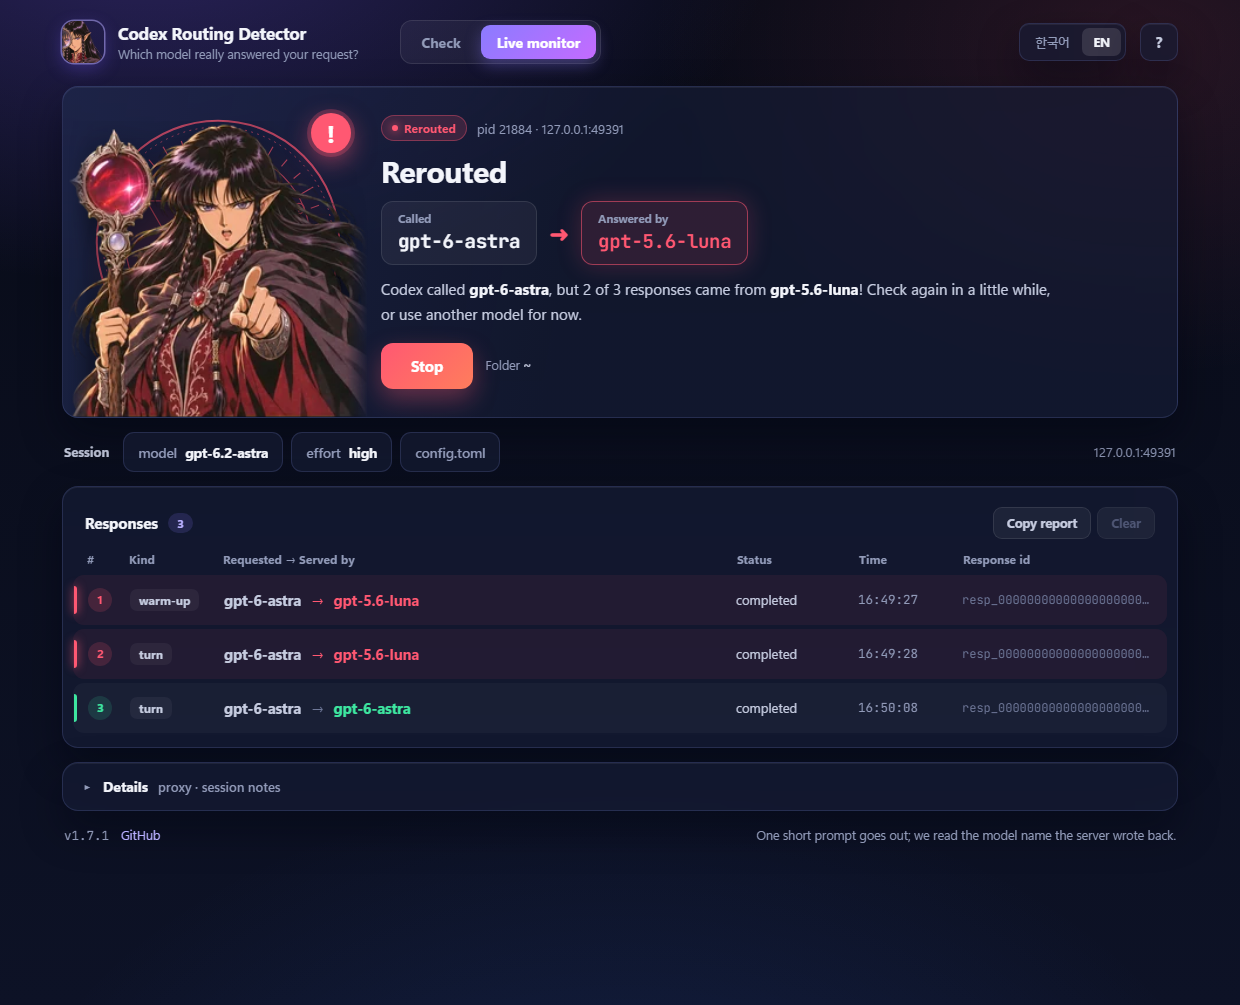 Codex Routing Detector
Which model really answered your request?
Check
Live monitor
한국어
EN
?
!
Rerouted
pid 21884 · 127.0.0.1:49391
Rerouted
Called
gpt-6-astra
➜
Answered by
gpt-5.6-luna
Codex called gpt-6-astra, but 2 of 3 responses came from gpt-5.6-luna! Check again in a little while,
or use another model for now.
Stop
Folder ~
Session
model gpt-6.2-astra
effort high
config.toml
127.0.0.1:49391
Responses 3
Copy report
Clear
# Kind Requested → Served by Status Time Response id
1 warm-up gpt-6-astra → gpt-5.6-luna completed 16:49:27 resp_00000000000000000000…
2 turn gpt-6-astra → gpt-5.6-luna completed 16:49:28 resp_00000000000000000000…
3 turn gpt-6-astra → gpt-6-astra completed 16:50:08 resp_00000000000000000000…
▸ Details proxy · session notes
v1.7.1 GitHub
One short prompt goes out; we read the model name the server wrote back.